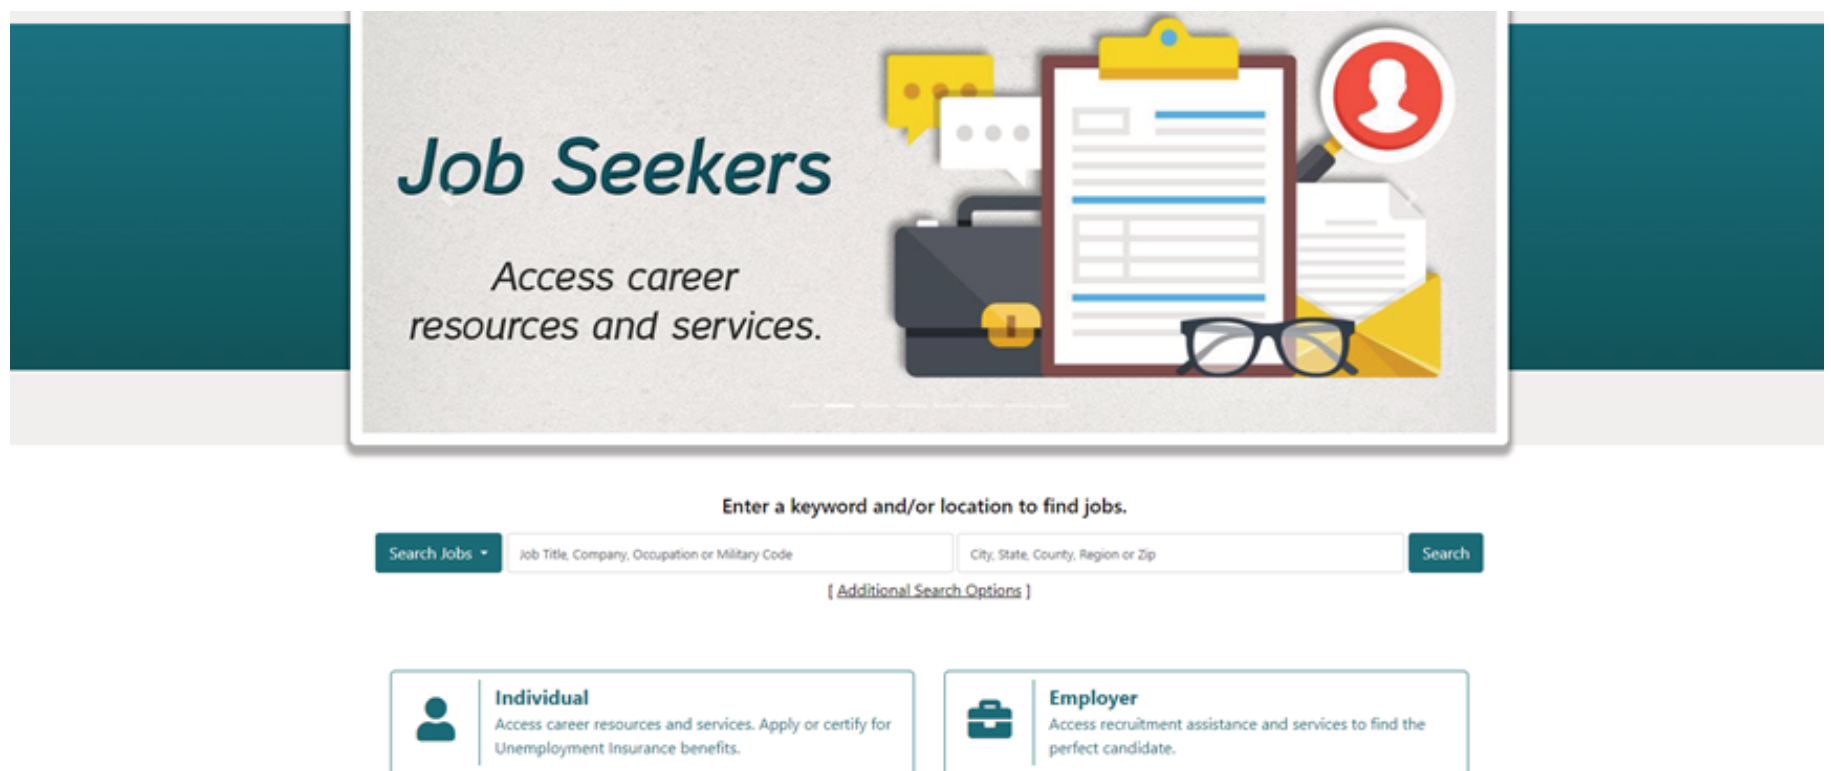 Job Seekers
Access career
resources and services.
Enter a keyword and/or location to find jobs.
Search Jobs
Job Title, Company, Occupation or Military Code
City, State, County, Region or Zip
Search
[ Additional Search Options ]
Individual
Access career resources and services. Apply or certify for
Unemployment Insurance benefits.
Employer
Access recruitment assistance and services to find the
perfect candidate.